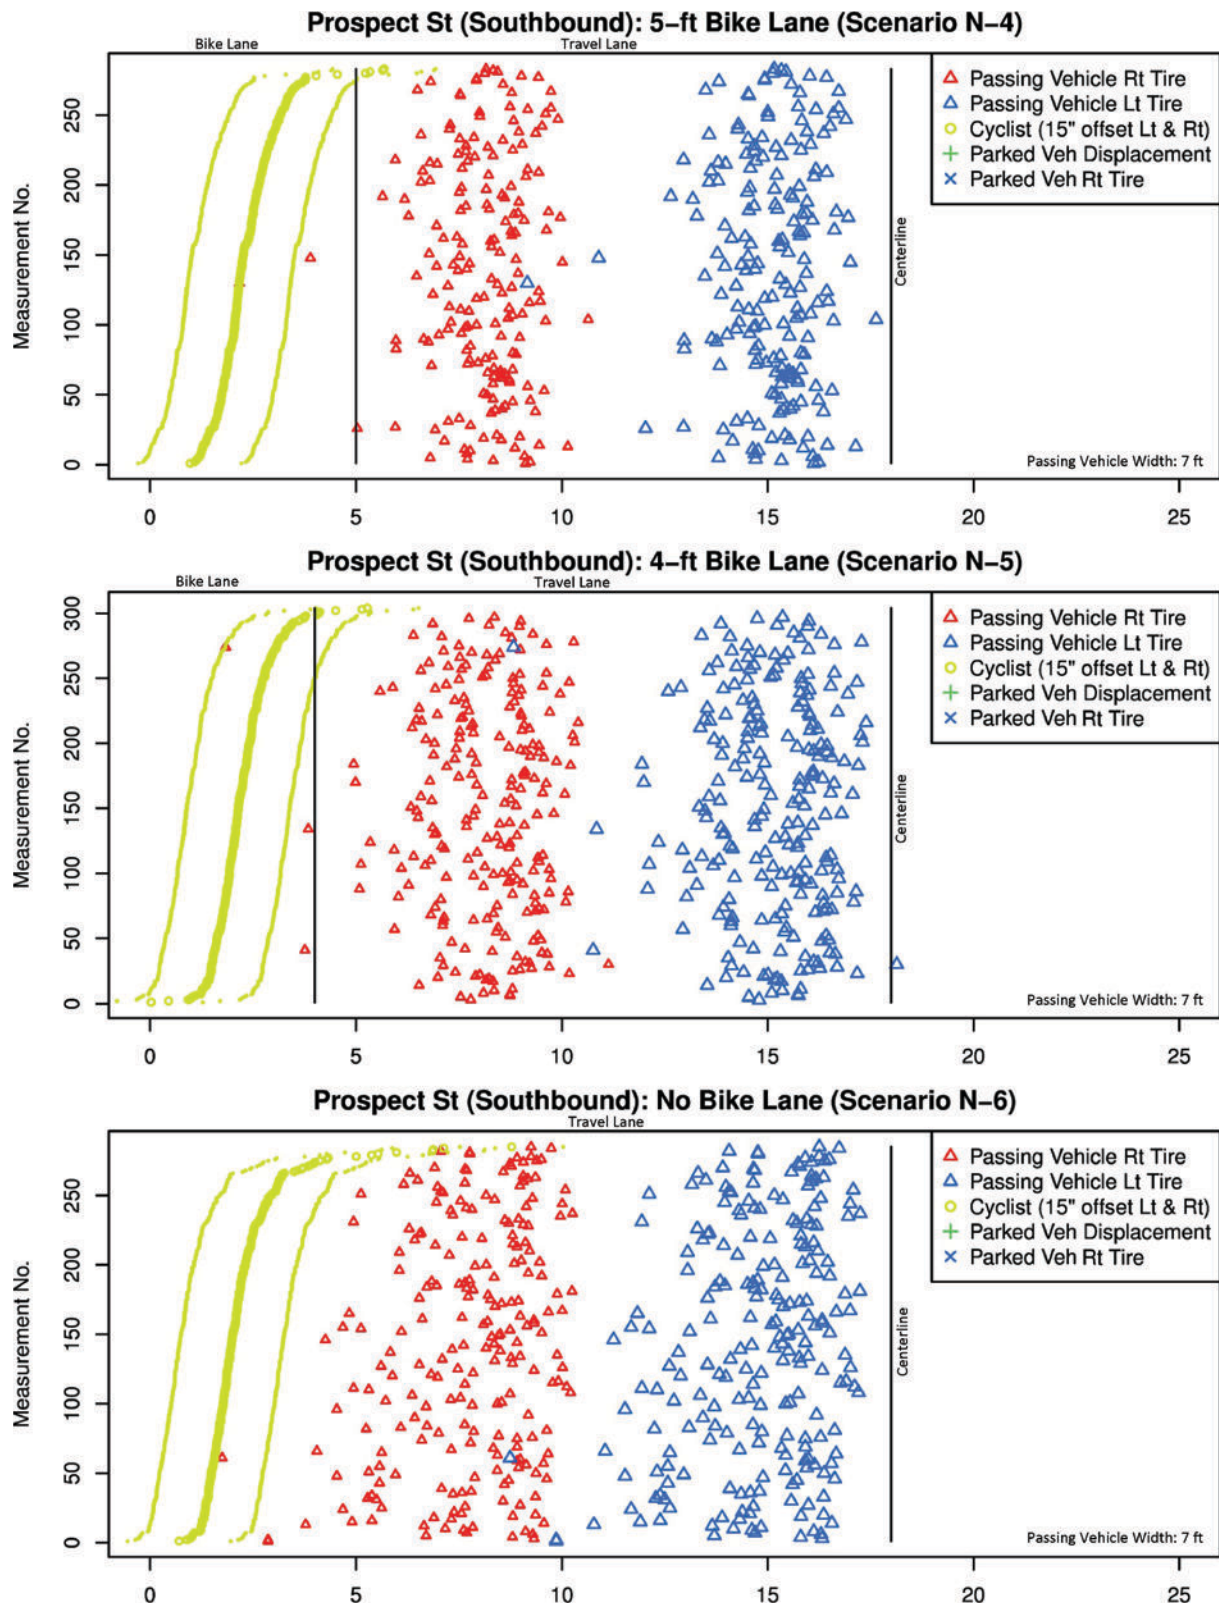 Prospect St (Southbound): 5−ft Bike Lane (Scenario N−4)
Bike Lane
Travel Lane
Measurement No.
250
200
150
100
50
0
Centerline
Passing Vehicle Rt Tire
Passing Vehicle Lt Tire
Cyclist (15" offset Lt & Rt)
Parked Veh Displacement
Parked Veh Rt Tire
Passing Vehicle Width: 7 ft
0 5 10 15 20 25
Prospect St (Southbound): 4−ft Bike Lane (Scenario N−5)
Bike Lane
Travel Lane
Measurement No.
300
250
200
150
100
50
0
Centerline
Passing Vehicle Rt Tire
Passing Vehicle Lt Tire
Cyclist (15" offset Lt & Rt)
Parked Veh Displacement
Parked Veh Rt Tire
Passing Vehicle Width: 7 ft
0 5 10 15 20 25
Prospect St (Southbound): No Bike Lane (Scenario N−6)
Travel Lane
Measurement No.
250
200
150
100
50
0
Centerline
Passing Vehicle Rt Tire
Passing Vehicle Lt Tire
Cyclist (15" offset Lt & Rt)
Parked Veh Displacement
Parked Veh Rt Tire
Passing Vehicle Width: 7 ft
0 5 10 15 20 25